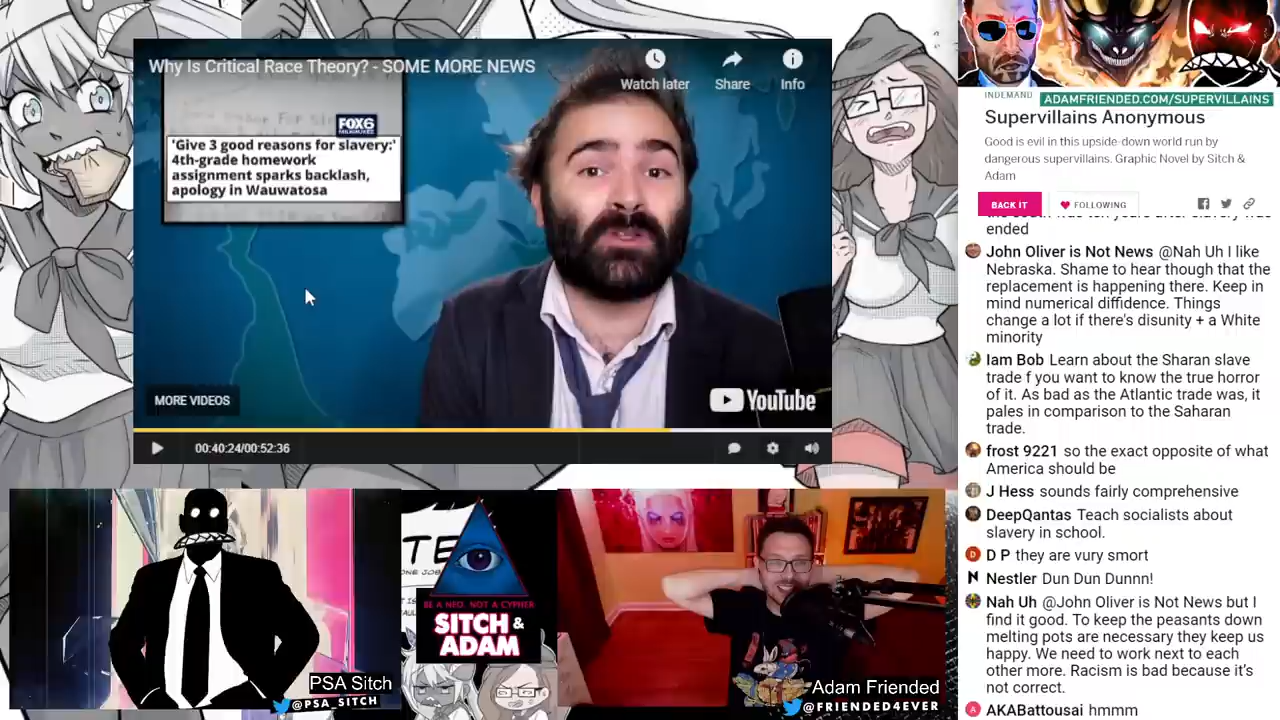 Why Is Critical Race Theory? - SOME MORE NEWS
Watch later
Share
Info
FOX6
MILWAUKEE
'Give 3 good reasons for slavery:'
4th-grade homework
assignment sparks backlash,
apology in Wauwatosa
MORE VIDEOS
YouTube
00:40:24/00:52:36
PSA Sitch
@PSA_SITCH
BE A NEO, NOT A CYPHER
SITCH &
ADAM
Adam Friended
@FRIENDED4EVER
INDEMAND
ADAMFRIENDED.COM/SUPERVILLAINS
Supervillains Anonymous
Good is evil in this upside-down world run by
dangerous supervillains. Graphic Novel by Sitch &
Adam
BACK IT
FOLLOWING
ended
John Oliver is Not News @Nah Uh I like
Nebraska. Shame to hear though that the
replacement is happening there. Keep in
mind numerical diffidence. Things
change a lot if there's disunity + a White
minority
Iam Bob Learn about the Sharan slave
trade f you want to know the true horror
of it. As bad as the Atlantic trade was, it
pales in comparison to the Saharan
trade.
frost 9221 so the exact opposite of what
America should be
J Hess sounds fairly comprehensive
DeepQantas Teach socialists about
slavery in school.
D P they are vury smort
Nestler Dun Dun Dunnn!
Nah Uh @John Oliver is Not News but I
find it good. To keep the peasants down
melting pots are necessary they keep us
happy. We need to work next to each
other more. Racism is bad because it's
not correct.
AKABattousai hmmm